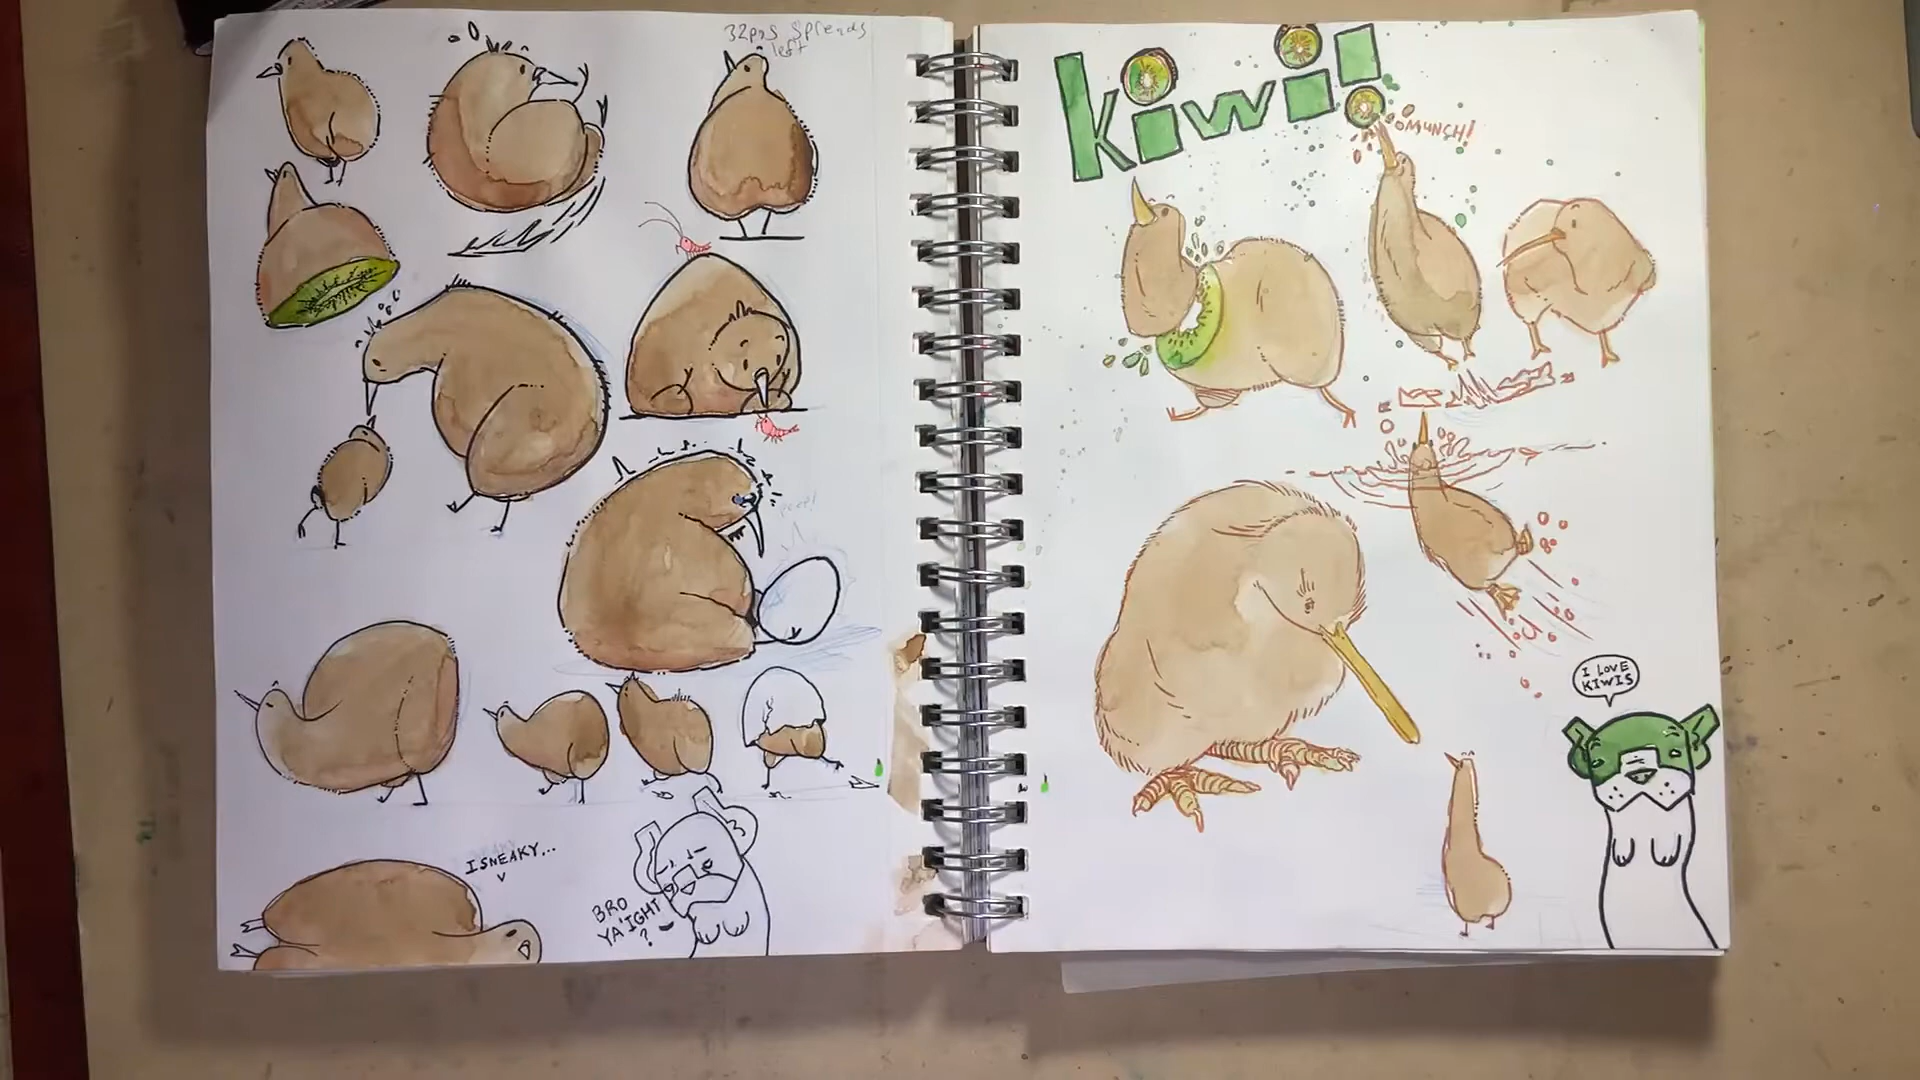 32pgs spreads
left
I SNEAKY...
BRO
YA'IGHT
?
kiwi!
MUNCH!
I LOVE
KIWIS